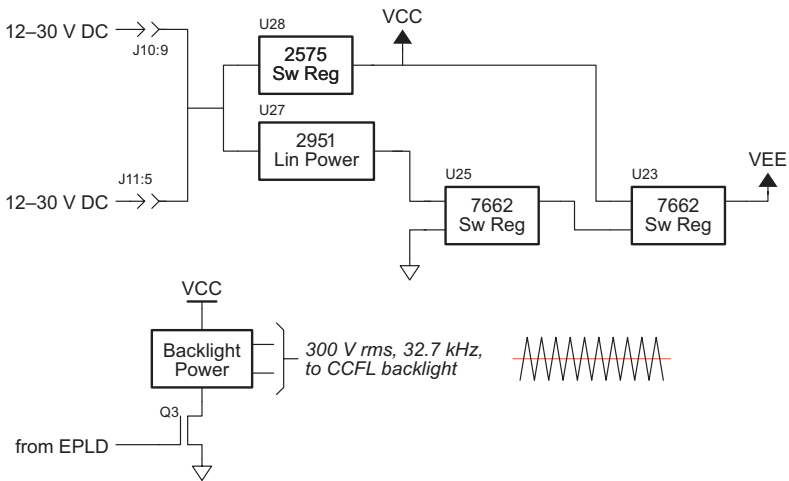 12–30 V DC
J10:9
U28
2575
Sw Reg
VCC
U27
2951
Lin Power
J11:5
12–30 V DC
U25
7662
Sw Reg
U23
7662
Sw Reg
VEE
VCC
Backlight
Power
300 V rms, 32.7 kHz,
to CCFL backlight
Q3
from EPLD